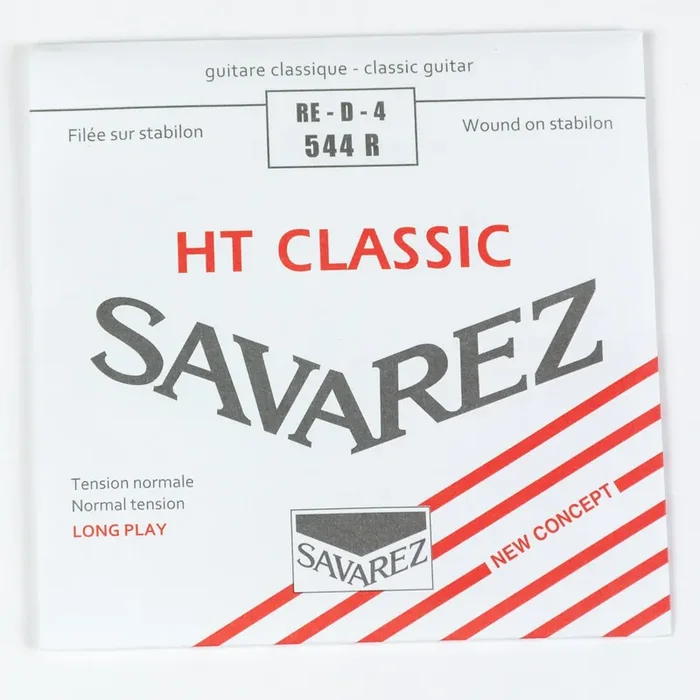 guitare classique - classic guitar
RE - D - 4
544 R
Filée sur stabilon
Wound on stabilon
HT CLASSIC
SAVAREZ
Tension normale
Normal tension
LONG PLAY
SAVAREZ
NEW CONCEPT